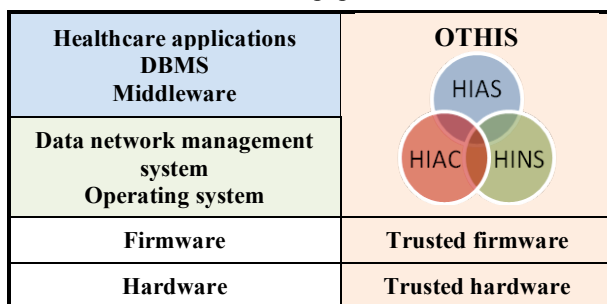 Healthcare applications
DBMS
Middleware
OTHIS
HIAS
HIAC
HINS
Data network management
system
Operating system
Firmware
Trusted firmware
Hardware
Trusted hardware